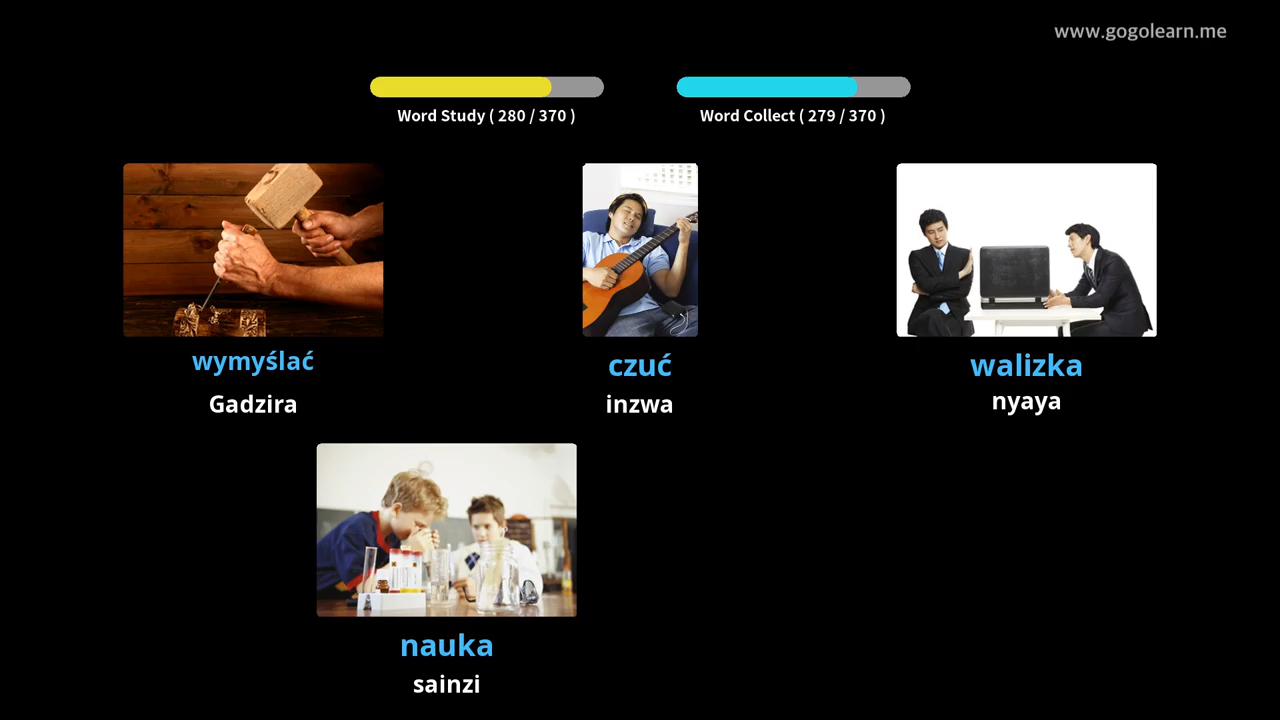 www.gogolearn.me
Word Study ( 280 / 370 )
Word Collect ( 279 / 370 )
wymyślać
czuć
walizka
Gadzira
inzwa
nyaya
nauka
sainzi